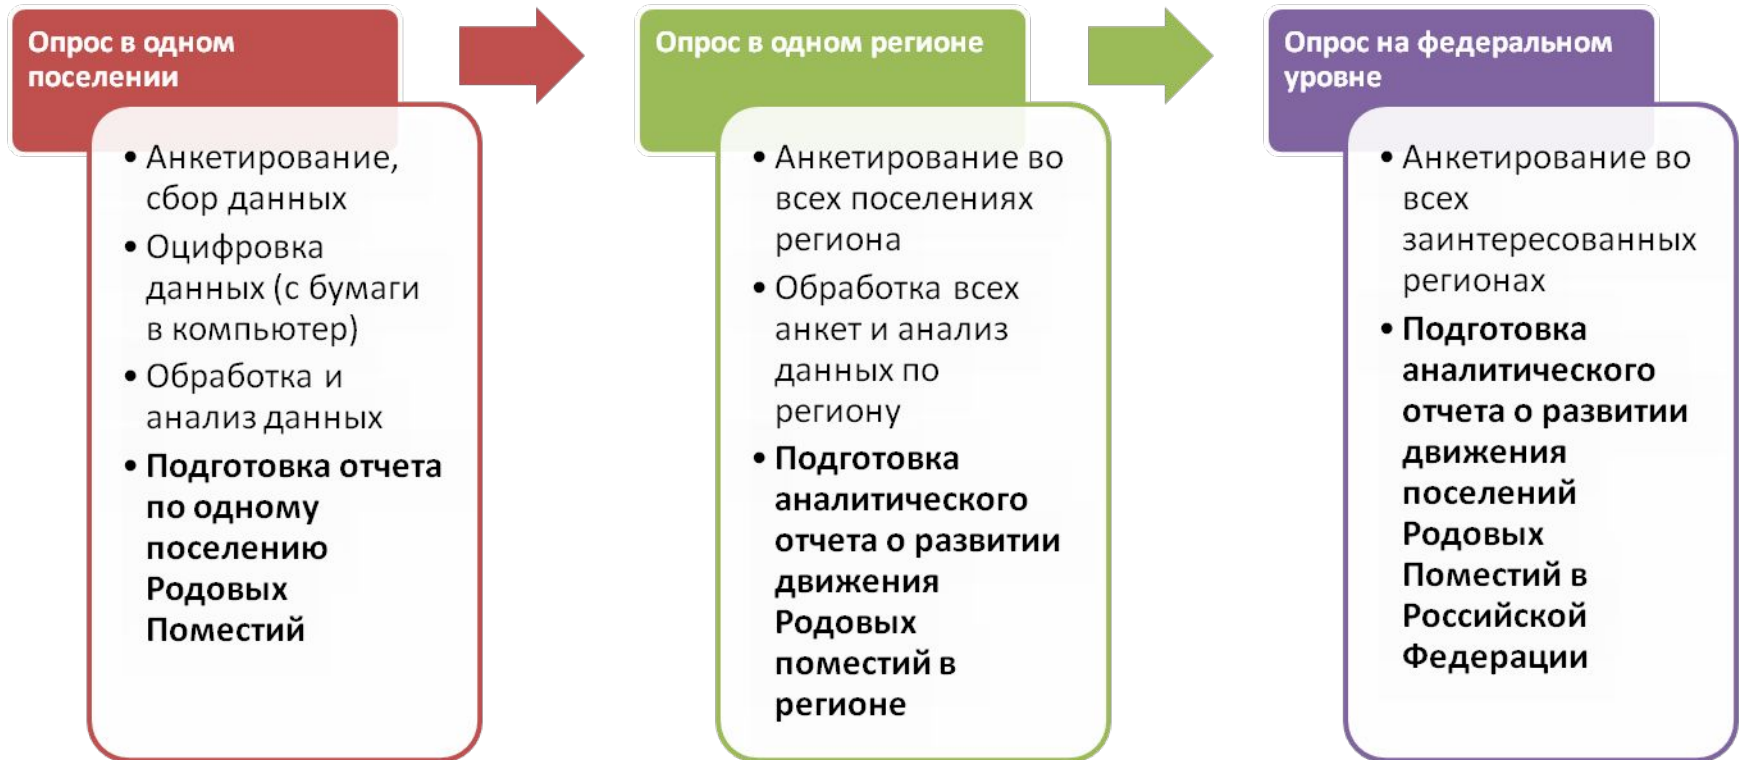 Опрос в одном
поселении
• Анкетирование,
сбор данных
• Оцифровка
данных (с бумаги
в компьютер)
• Обработка и
анализ данных
• Подготовка отчета
по одному
поселению
Родовых
Поместий
Опрос в одном регионе
• Анкетирование во
всех поселениях
региона
• Обработка всех
анкет и анализ
данных по
региону
• Подготовка
аналитического
отчета о развитии
движения
Родовых
поместий в
регионе
Опрос на федеральном
уровне
• Анкетирование во
всех
заинтересованных
регионах
• Подготовка
аналитического
отчета о развитии
движения
поселений
Родовых
Поместий в
Российской
Федерации